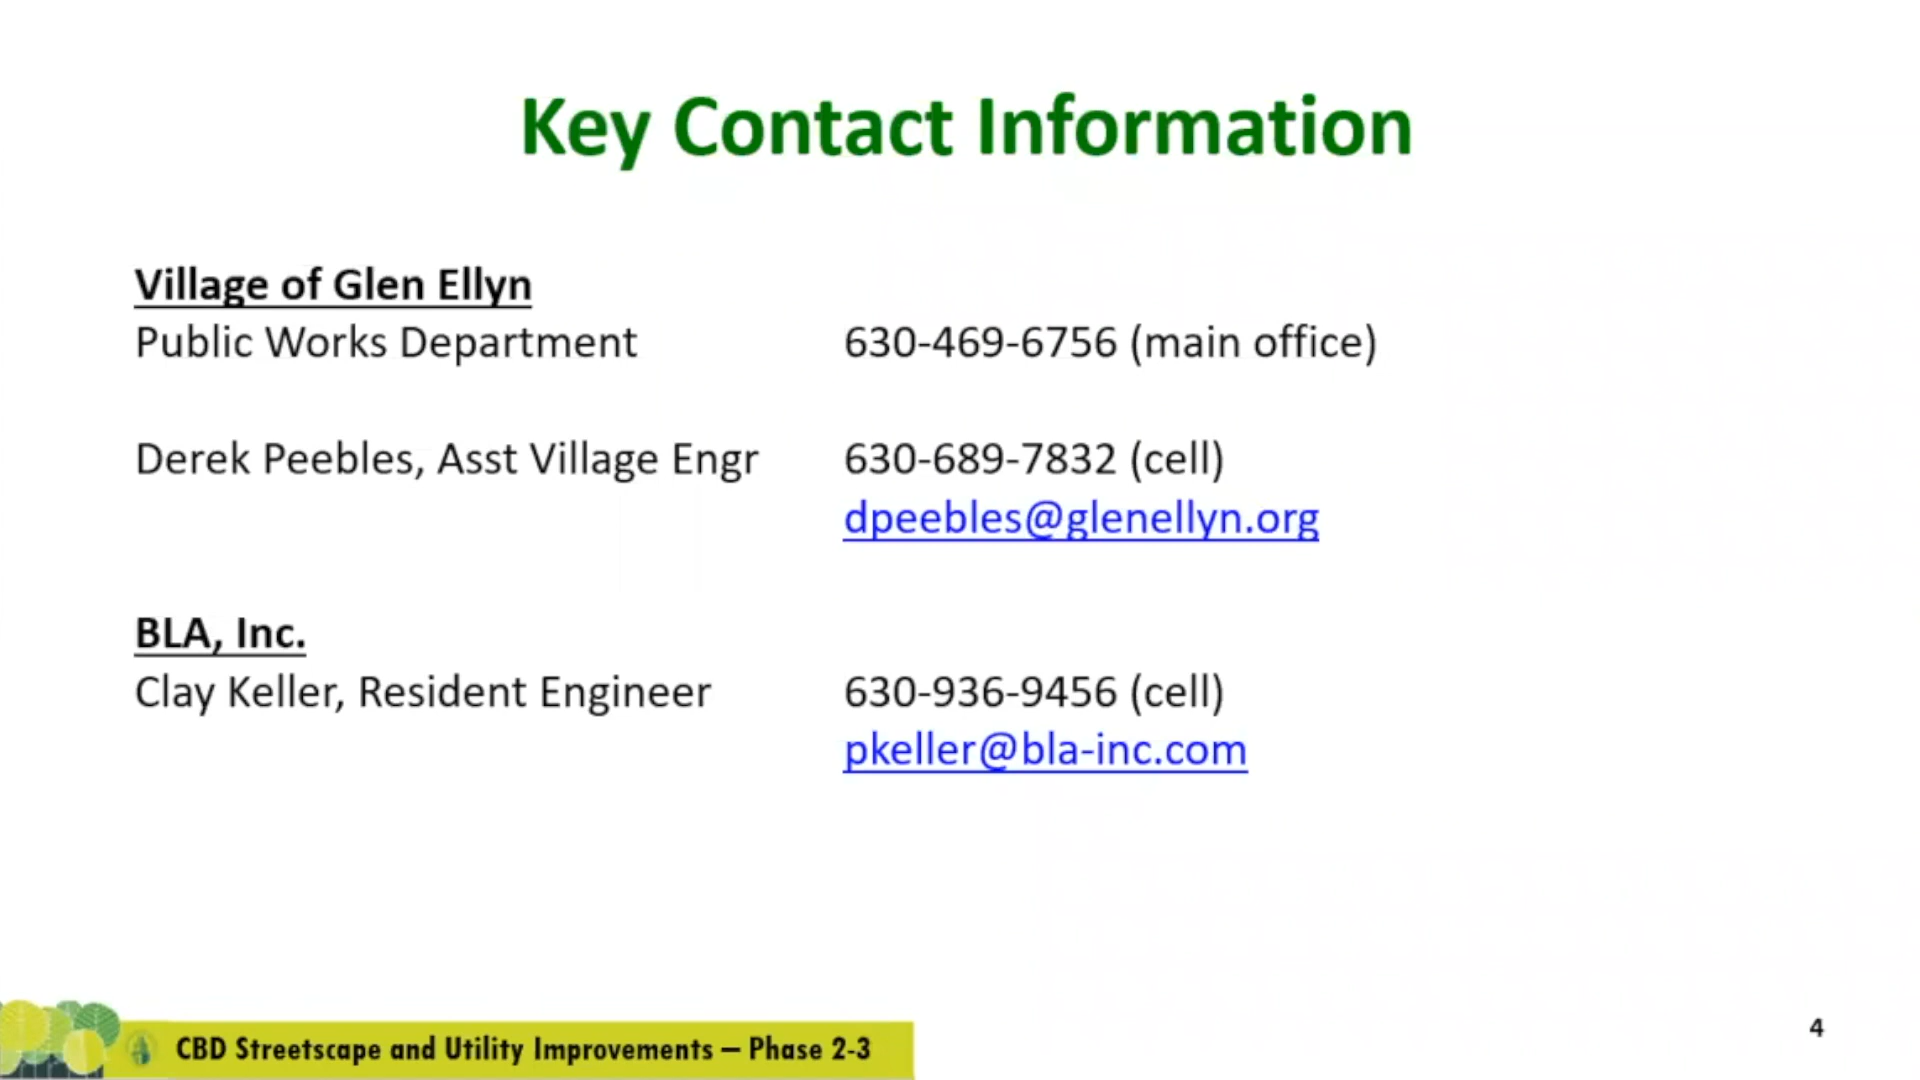 Key Contact Information
Village of Glen Ellyn
Public Works Department 630-469-6756 (main office)
Derek Peebles, Asst Village Engr 630-689-7832 (cell)
dpeebles@glenellyn.org
BLA, Inc.
Clay Keller, Resident Engineer 630-936-9456 (cell)
pkeller@bla-inc.com
CBD Streetscape and Utility Improvements – Phase 2-3
4